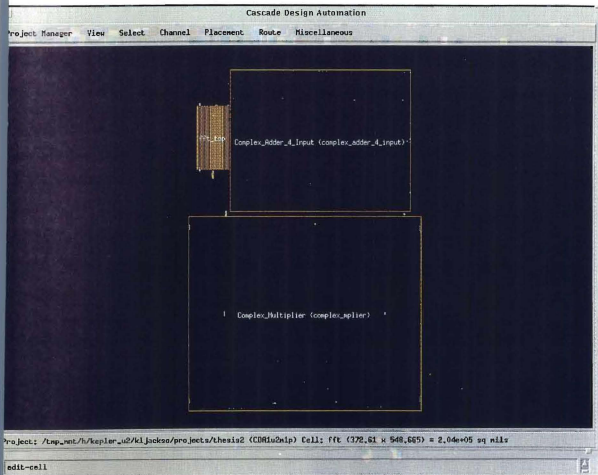 Cascade Design Automation
Project Manager View Select Channel Placement Route Miscellaneous
fft_top
Complex_Adder_4_Input (complex_adder_4_input)
Complex_Multiplier (complex_mplier)
Project: /tmp_mnt/h/kepler_u2/kljackso/projects/thesis2 (CDA1u2m1p) Cell: fft (372.61 x 548.665) = 2.04e+05 sq mils
edit-cell